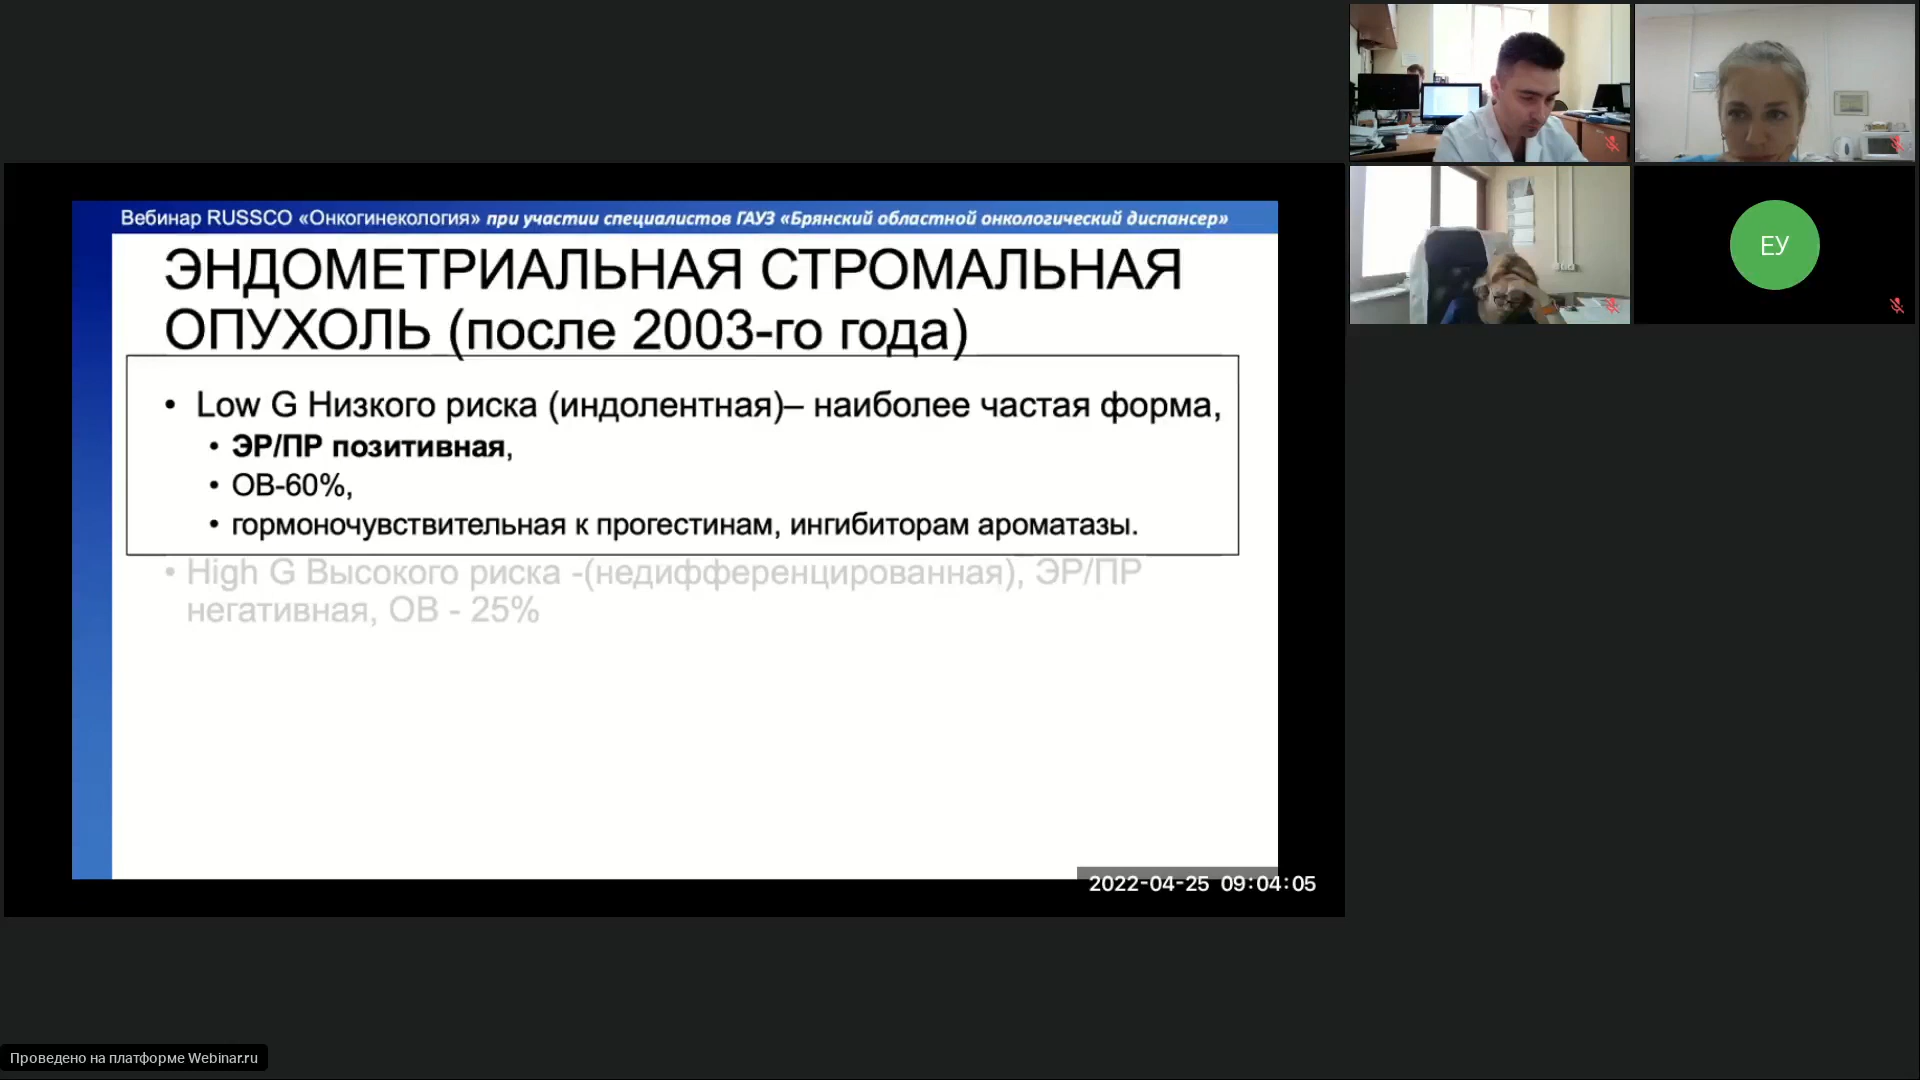 Вебинар RUSSCO «Онкогинекология» при участии специалистов ГАУЗ «Брянский областной онкологический диспансер»
ЭНДОМЕТРИАЛЬНАЯ СТРОМАЛЬНАЯ
ОПУХОЛЬ (после 2003-го года)
• Low G Низкого риска (индолентная)– наиболее частая форма,
• ЭР/ПР позитивная,
• ОВ-60%,
• гормоночувствительная к прогестинам, ингибиторам ароматазы.
• High G Высокого риска -(недифференцированная), ЭР/ПР
негативная, ОВ - 25%
2022-04-25 09:04:05
ЕУ
Проведено на платформе Webinar.ru